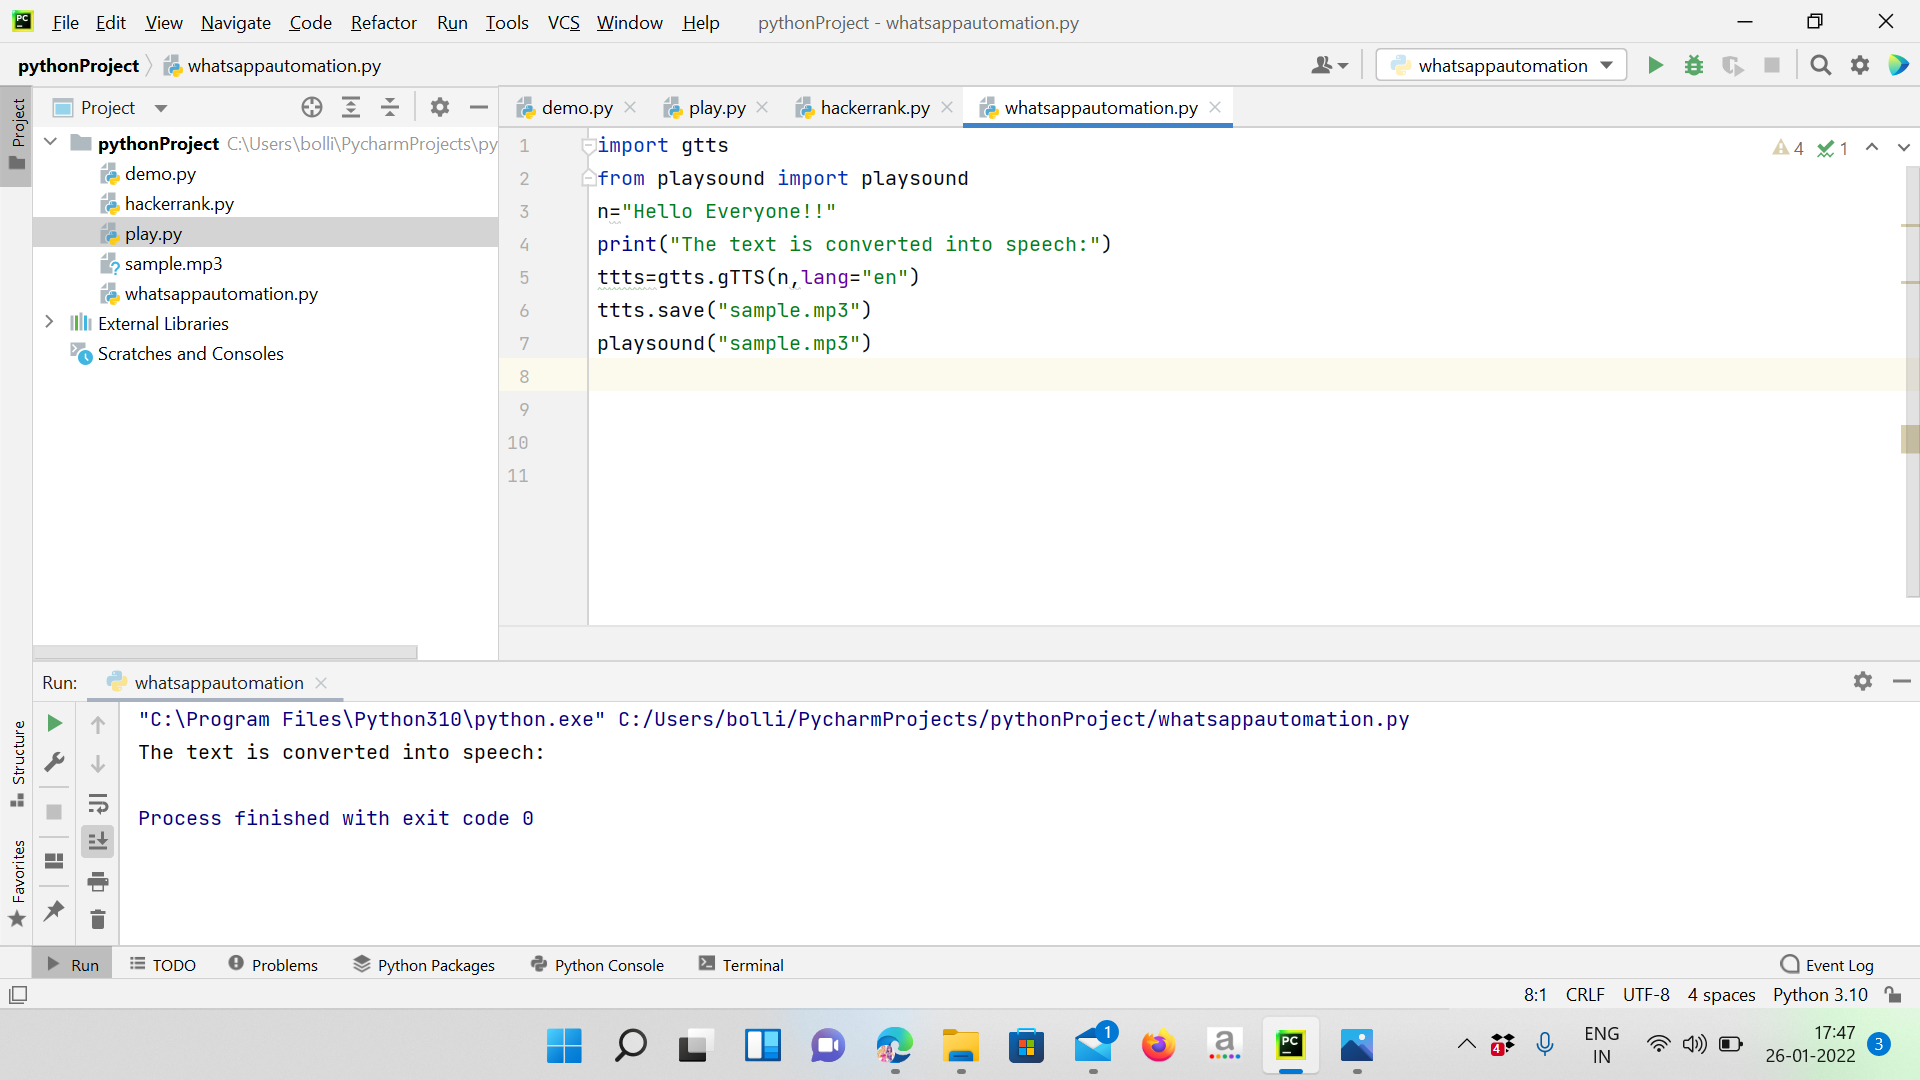 PC File Edit View Navigate Code Refactor Run Tools VCS Window Help pythonProject - whatsappautomation.py
pythonProject whatsappautomation.py whatsappautomation
Project
Project
demo.py play.py hackerrank.py whatsappautomation.py
pythonProject C:\Users\bolli\PycharmProjects\py
demo.py
hackerrank.py
play.py
sample.mp3
whatsappautomation.py
External Libraries
Scratches and Consoles
4 1
1 import gtts
2 from playsound import playsound
3 n="Hello Everyone!!"
4 print("The text is converted into speech:")
5 ttts=gtts.gTTS(n,lang="en")
6 ttts.save("sample.mp3")
7 playsound("sample.mp3")
8
9
10
11
Run: whatsappautomation
"C:\Program Files\Python310\python.exe" C:/Users/bolli/PycharmProjects/pythonProject/whatsappautomation.py
The text is converted into speech:
Process finished with exit code 0
Structure
Favorites
Run TODO Problems Python Packages Python Console Terminal Event Log
8:1 CRLF UTF-8 4 spaces Python 3.10
1 a PC 4 ENG 17:47 3
IN 26-01-2022